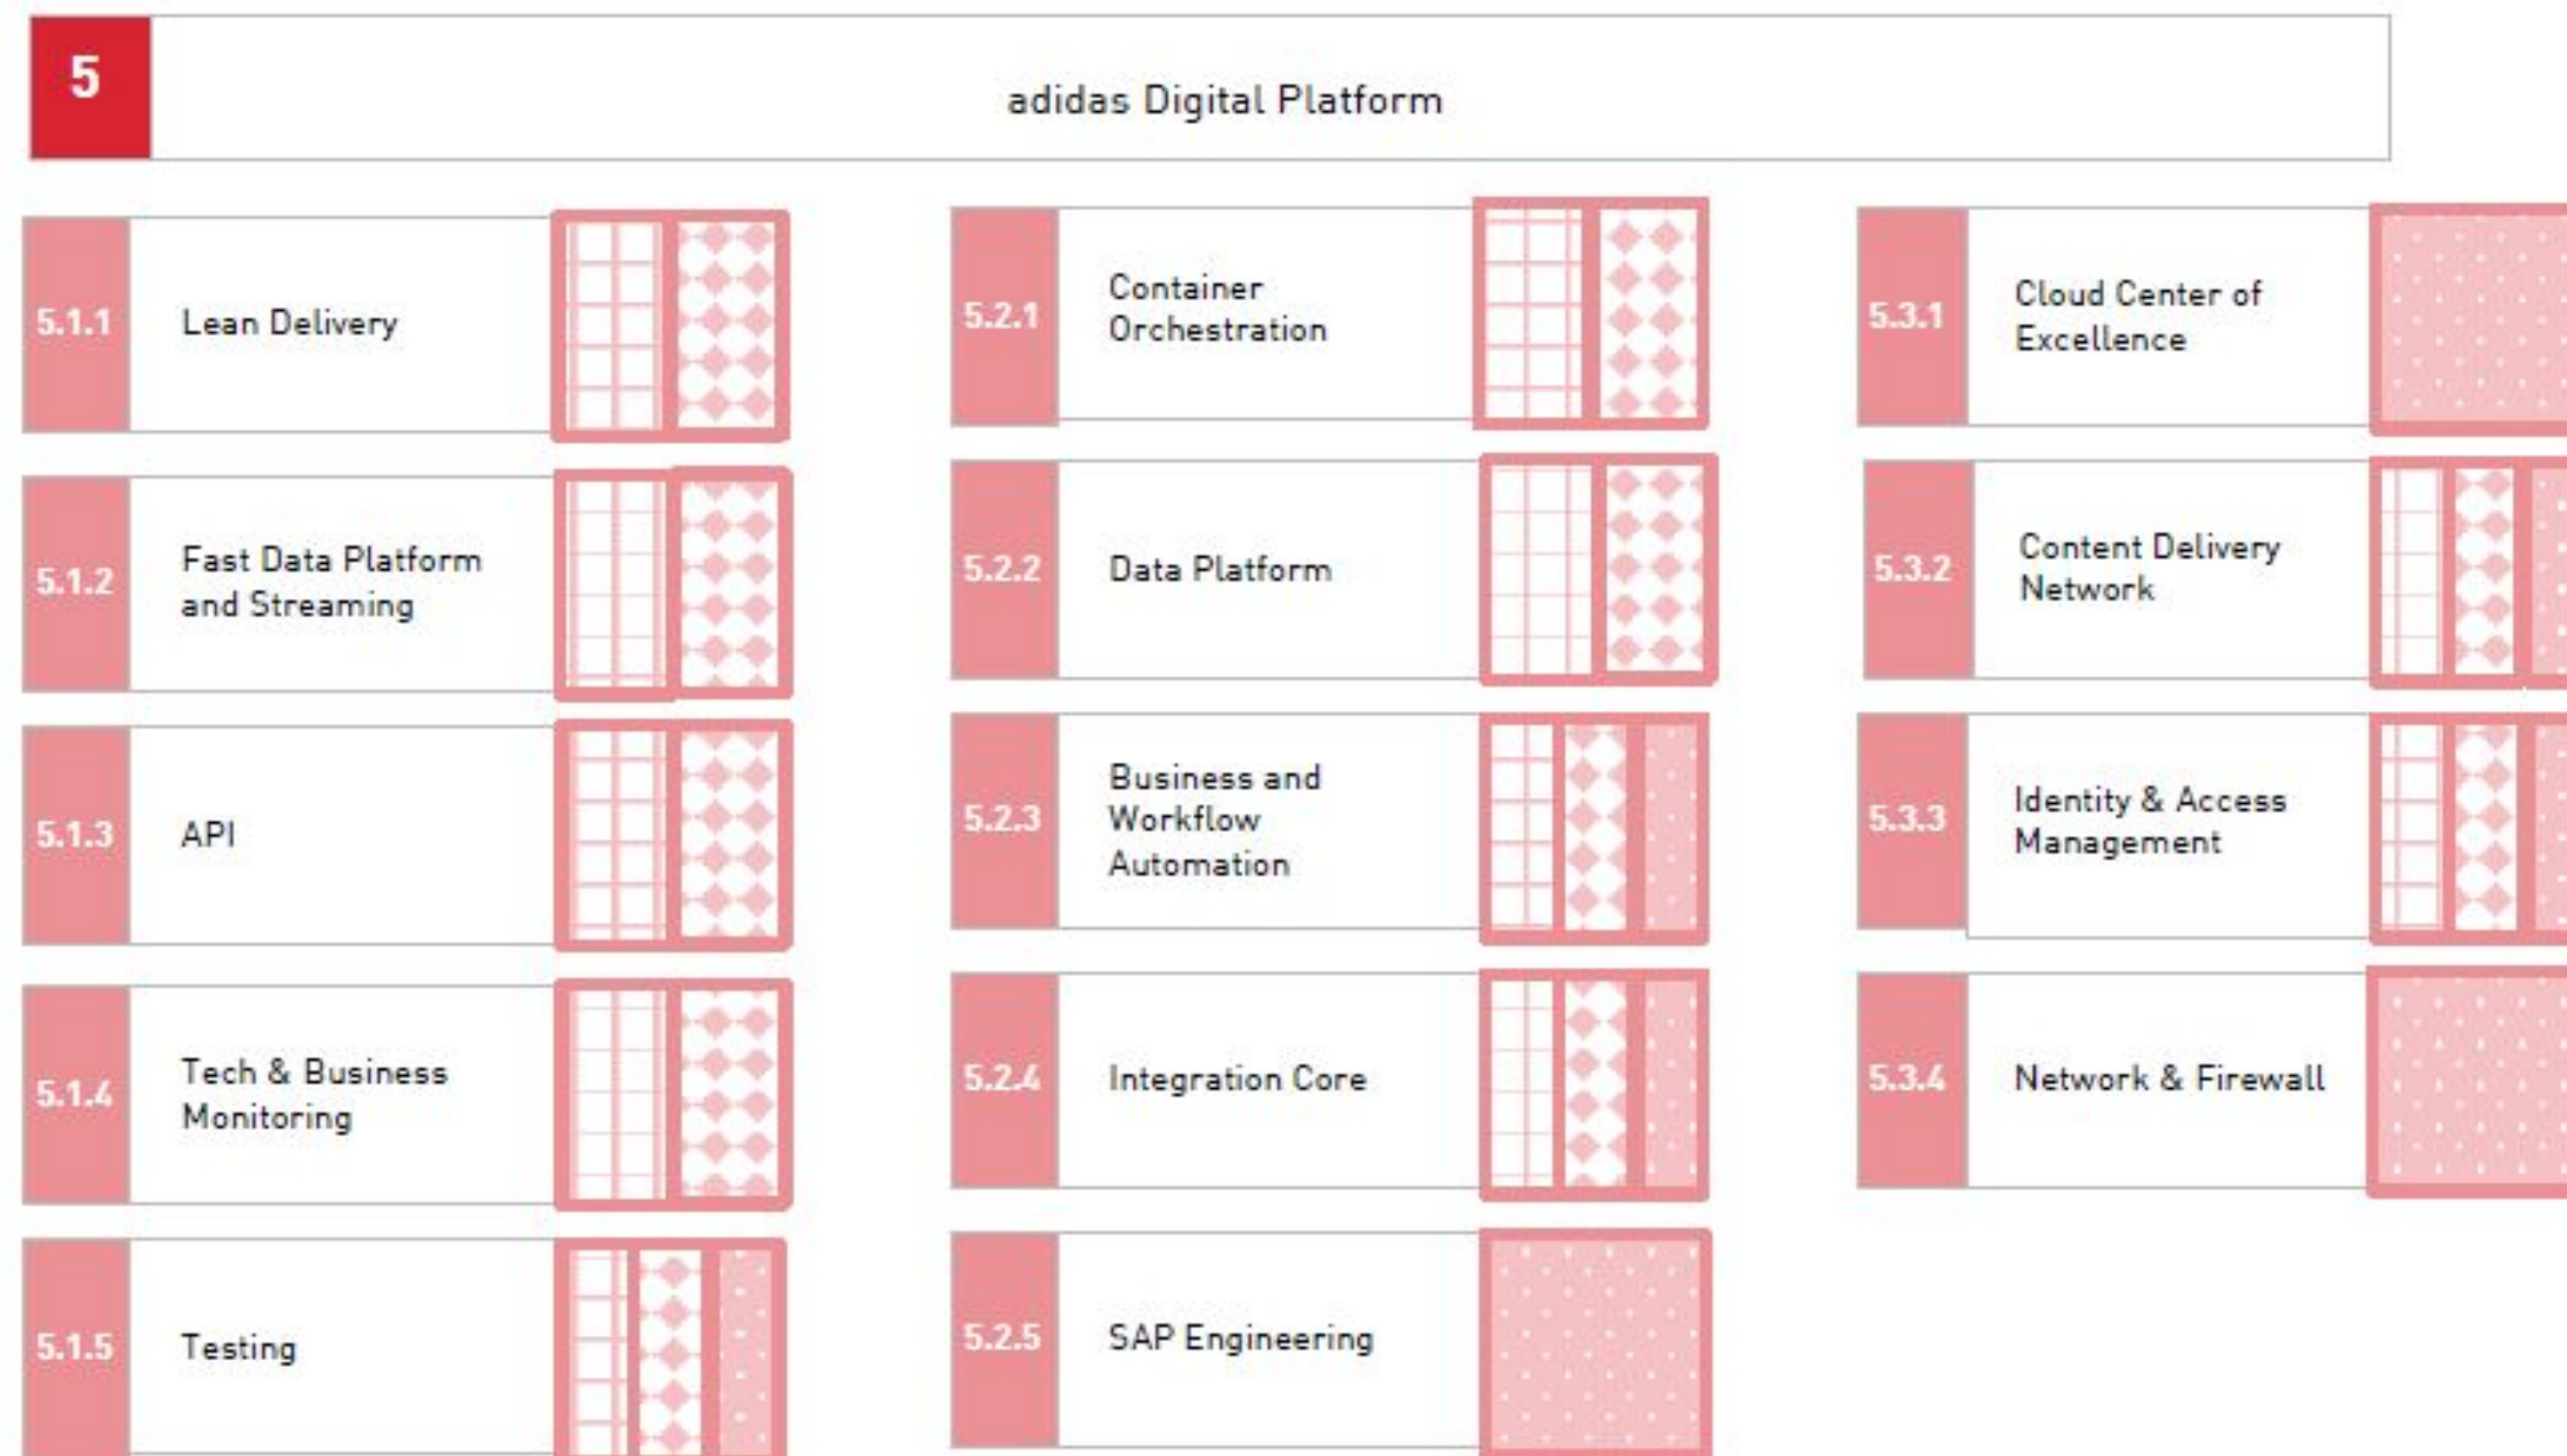 5
adidas Digital Platform
5.1.1
Lean Delivery
5.1.2
Fast Data Platform
and Streaming
5.1.3
API
5.1.4
Tech & Business
Monitoring
5.1.5
Testing
5.2.1
Container
Orchestration
5.2.2
Data Platform
5.2.3
Business and
Workflow
Automation
5.2.4
Integration Core
5.2.5
SAP Engineering
5.3.1
Cloud Center of
Excellence
5.3.2
Content Delivery
Network
5.3.3
Identity & Access
Management
5.3.4
Network & Firewall